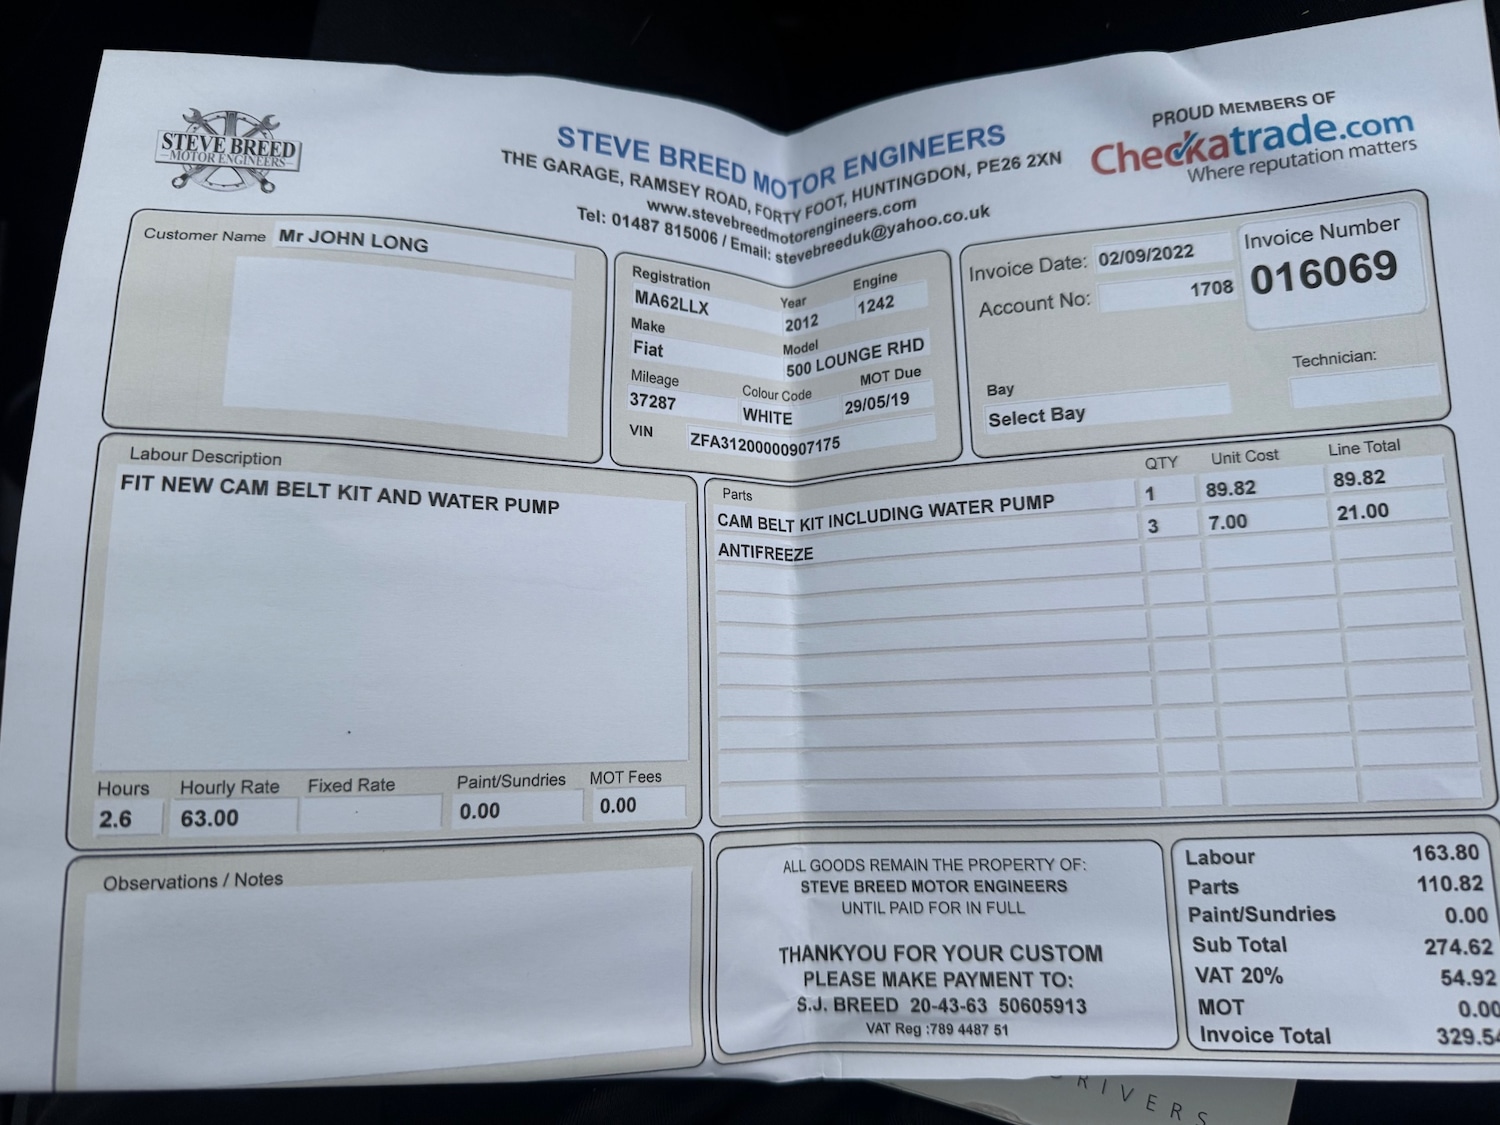 STEVE BREED
MOTOR ENGINEERS
STEVE BREED MOTOR ENGINEERS
THE GARAGE, RAMSEY ROAD, FORTY FOOT, HUNTINGDON, PE26 2XN
www.stevebreedmotorengineers.com
Tel: 01487 815006 / Email: stevebreeduk@yahoo.co.uk
PROUD MEMBERS OF
Checkatrade.com
Where reputation matters
Customer Name Mr JOHN LONG
Registration
MA62LLX
Year
2012
Engine
1242
Make
Fiat
Model
500 LOUNGE RHD
Mileage
37287
Colour Code
WHITE
MOT Due
29/05/19
VIN ZFA31200000907175
Invoice Date: 02/09/2022
Account No: 1708
Invoice Number
016069
Bay
Select Bay
Technician:
Labour Description
FIT NEW CAM BELT KIT AND WATER PUMP
Parts QTY Unit Cost Line Total
CAM BELT KIT INCLUDING WATER PUMP 1 89.82 89.82
ANTIFREEZE 3 7.00 21.00
Hours Hourly Rate Fixed Rate Paint/Sundries MOT Fees
2.6 63.00 0.00 0.00
Observations / Notes
ALL GOODS REMAIN THE PROPERTY OF:
STEVE BREED MOTOR ENGINEERS
UNTIL PAID FOR IN FULL
THANKYOU FOR YOUR CUSTOM
PLEASE MAKE PAYMENT TO:
S.J. BREED 20-43-63 50605913
VAT Reg :789 4487 51
Labour 163.80
Parts 110.82
Paint/Sundries 0.00
Sub Total 274.62
VAT 20% 54.92
MOT 0.00
Invoice Total 329.54
RIVERS